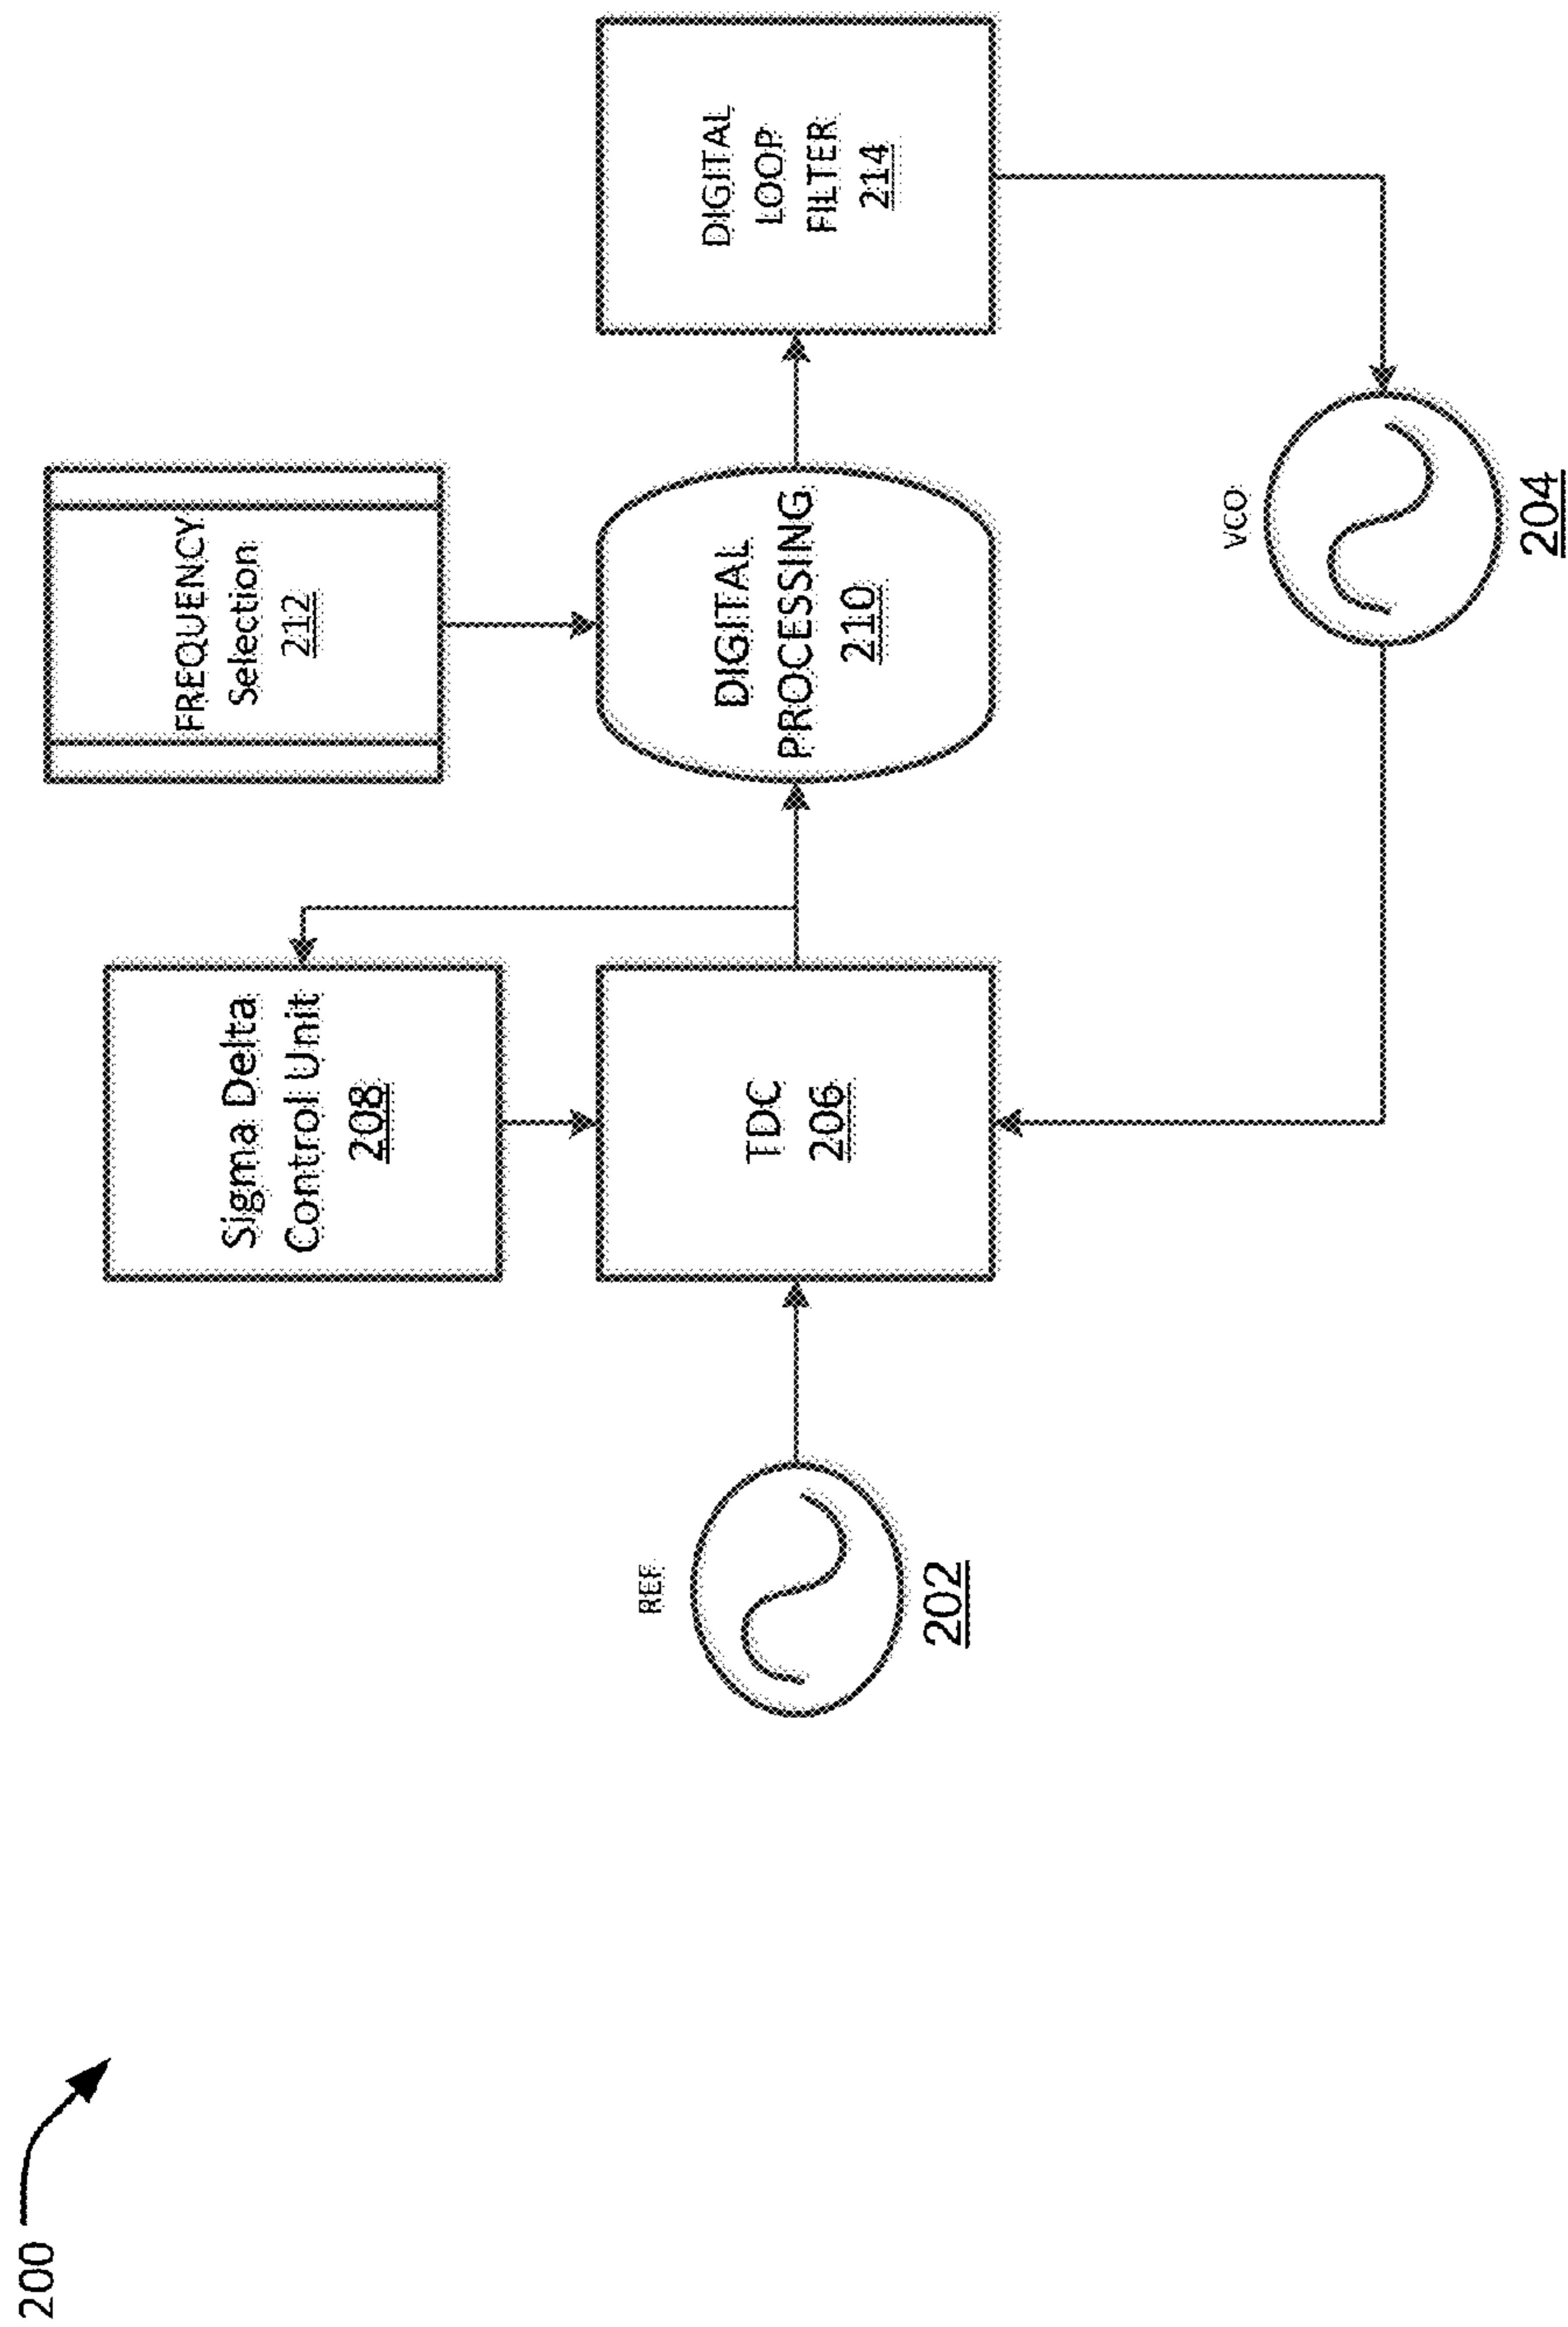 200
FREQUENCY
Selection
212
Sigma Delta
Control Unit
208
REF
202
TDC
206
DIGITAL
PROCESSING
210
DIGITAL
LOOP
FILTER
214
VCO
204